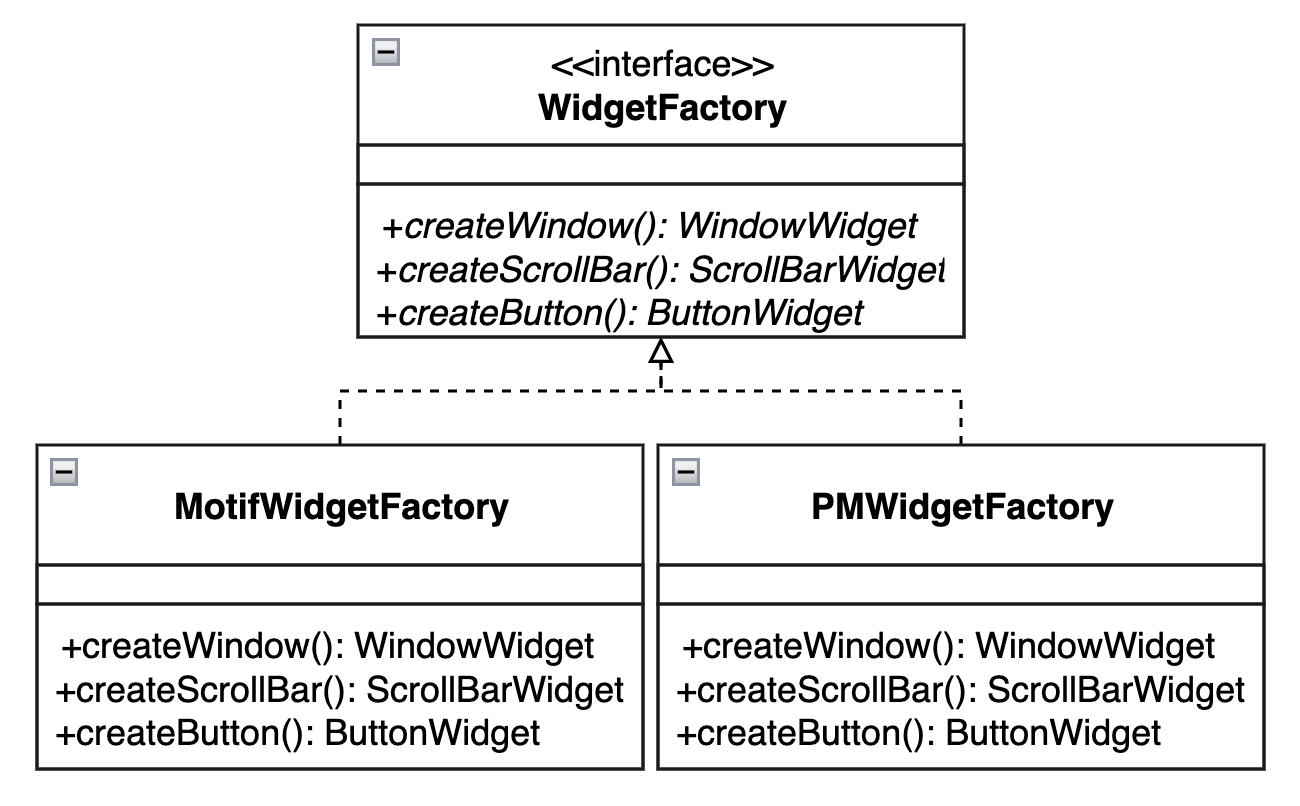 <<interface>>
WidgetFactory
+createWindow(): WindowWidget
+createScrollBar(): ScrollBarWidget
+createButton(): ButtonWidget
MotifWidgetFactory
+createWindow(): WindowWidget
+createScrollBar(): ScrollBarWidget
+createButton(): ButtonWidget
PMWidgetFactory
+createWindow(): WindowWidget
+createScrollBar(): ScrollBarWidget
+createButton(): ButtonWidget